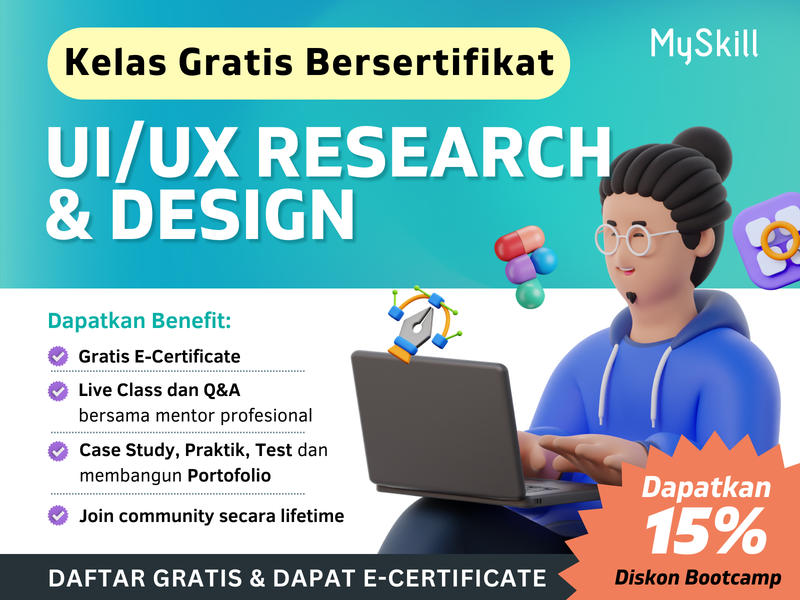 Kelas Gratis Bersertifikat
MySkill
UI/UX RESEARCH
& DESIGN
Dapatkan Benefit:
Gratis E-Certificate
Live Class dan Q&A
bersama mentor profesional
Case Study, Praktik, Test dan
membangun Portofolio
Join community secara lifetime
Dapatkan
15%
Diskon Bootcamp
DAFTAR GRATIS & DAPAT E-CERTIFICATE